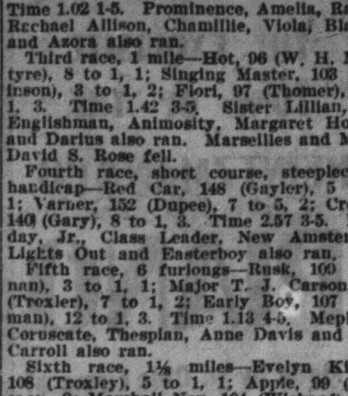 Time 1.02 1-5. Prominence, Amelia,
Rachael Allison, Chamillie, Viola,
and Azora also ran.
Third race, 1 mile—Hot, 96 (W. H.
tyre), 8 to 1, 1; Singing Master, 103
inson), 3 to 1, 2; Fiori, 97 (Thomer),
1, 3. Time 1.42 3-5. Sister Lillian,
Englishman, Animosity, Margaret
and Darius also ran. Marseilles and
David S. Rose fell.
Fourth race, short course, steeplec
handicap—Red Car, 148 (Gayler), 5
1; Varner, 152 (Dupee), 7 to 5, 2;
140 (Gary), 8 to 1, 3. Time 2.57 3-5.
day, Jr., Class Leader, New Amster
Lights Out and Easterboy also ran.
Fifth race, 6 furlongs—Rusk, 100
nan), 3 to 1, 1; Major T. J. Carson
(Troxler), 7 to 1, 2; Early Boy, 107
man), 12 to 1, 3. Time 1.13 4-5.
Coruscate, Thespian, Anne Davis and
Carroll also ran.
Sixth race, 1⅛ miles—Evelyn
108 (Troxley), 5 to 1, 1; Apple, 99